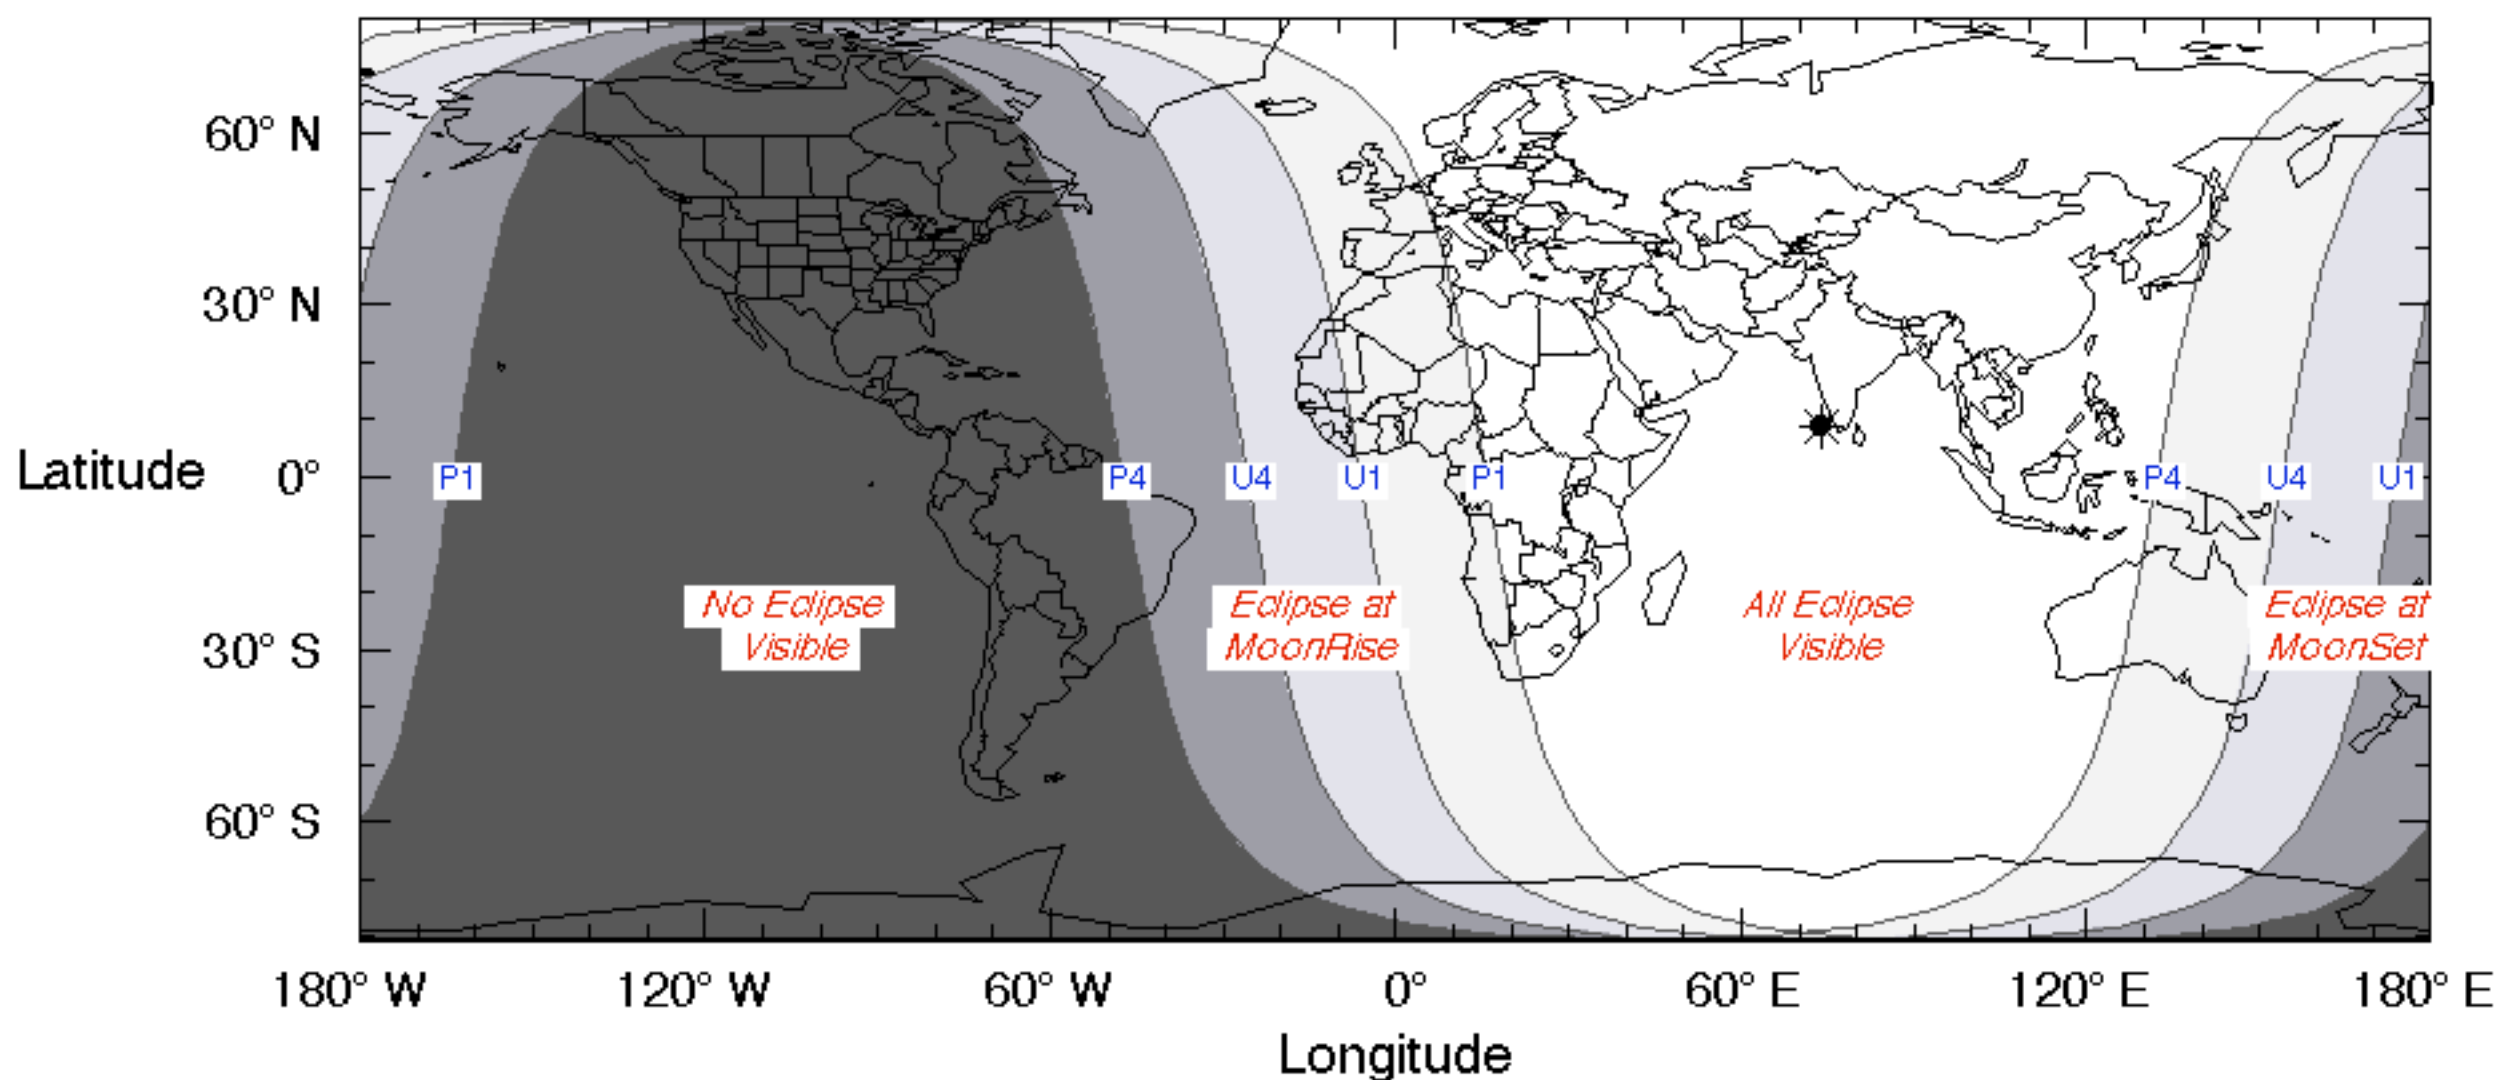 60° N
30° N
Latitude 0°
P1 P4 U4 U1 P1 P4 U4 U1
No Eclipse Eclipse at All Eclipse Eclipse at
Visible MoonRise Visible MoonSet
30° S
60° S
180° W 120° W 60° W 0° 60° E 120° E 180° E
Longitude